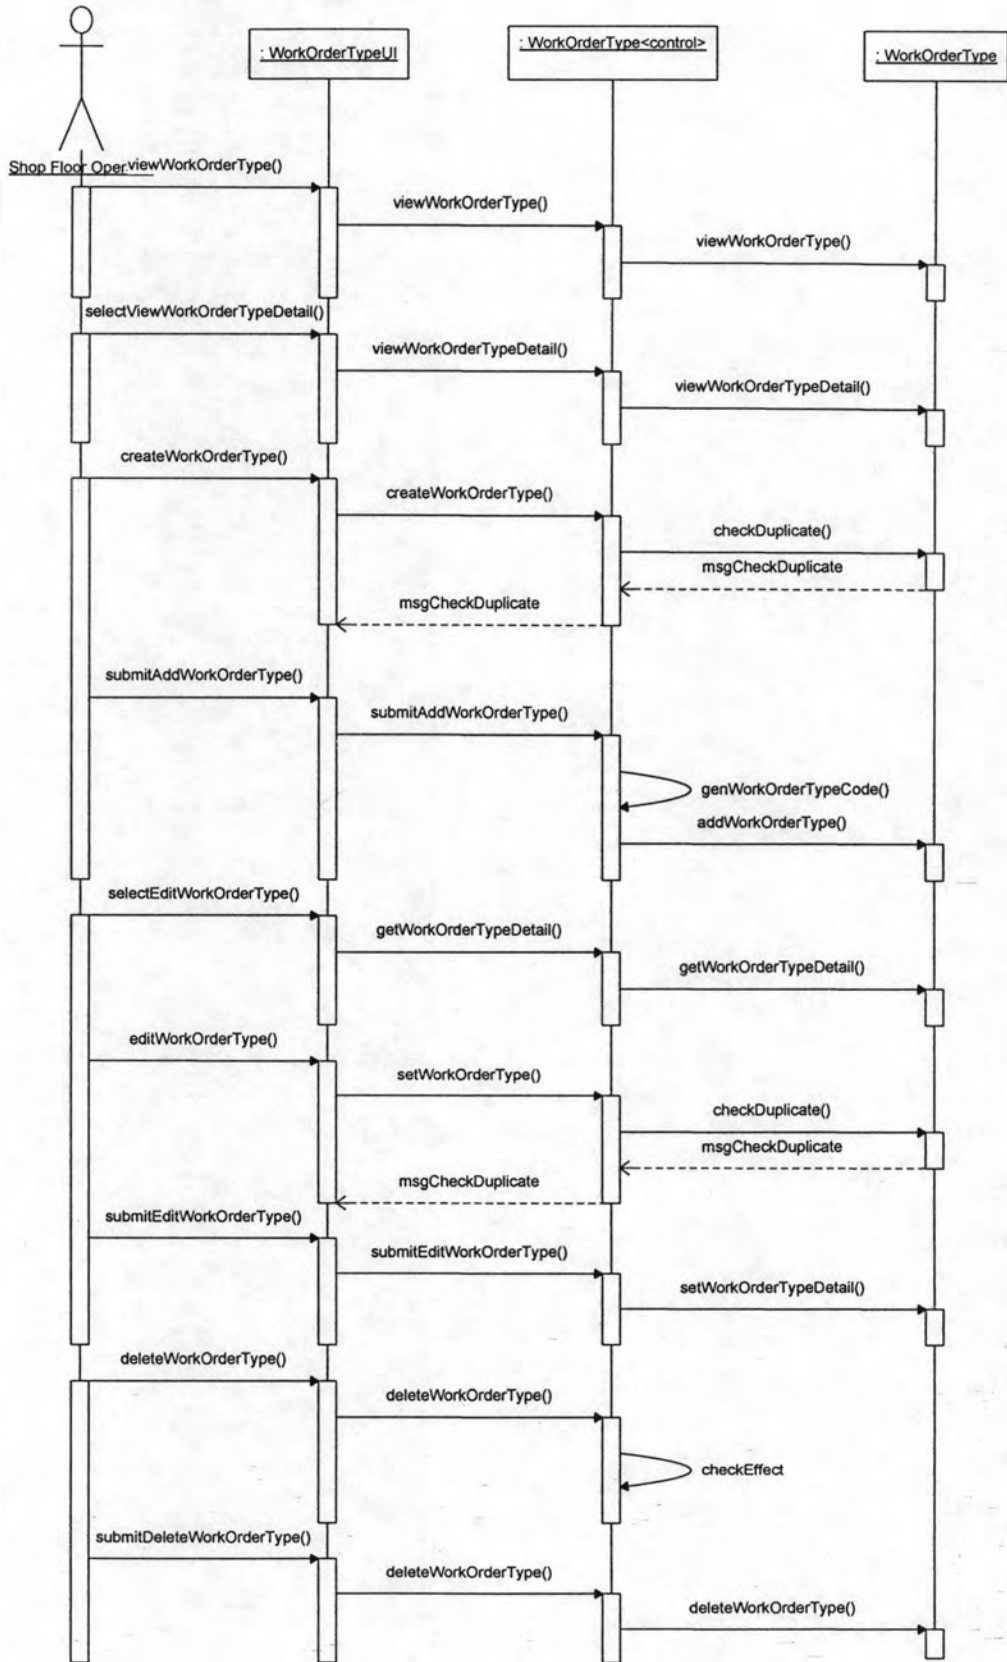 : WorkOrderTypeUI
: WorkOrderType<control>
: WorkOrderType
Shop Floor Oper
viewWorkOrderType()
viewWorkOrderType()
viewWorkOrderType()
selectViewWorkOrderTypeDetail()
viewWorkOrderTypeDetail()
viewWorkOrderTypeDetail()
createWorkOrderType()
createWorkOrderType()
checkDuplicate()
msgCheckDuplicate
msgCheckDuplicate
submitAddWorkOrderType()
submitAddWorkOrderType()
genWorkOrderTypeCode()
addWorkOrderType()
selectEditWorkOrderType()
getWorkOrderTypeDetail()
getWorkOrderTypeDetail()
editWorkOrderType()
setWorkOrderType()
checkDuplicate()
msgCheckDuplicate
msgCheckDuplicate
submitEditWorkOrderType()
submitEditWorkOrderType()
setWorkOrderTypeDetail()
deleteWorkOrderType()
deleteWorkOrderType()
checkEffect
submitDeleteWorkOrderType()
deleteWorkOrderType()
deleteWorkOrderType()